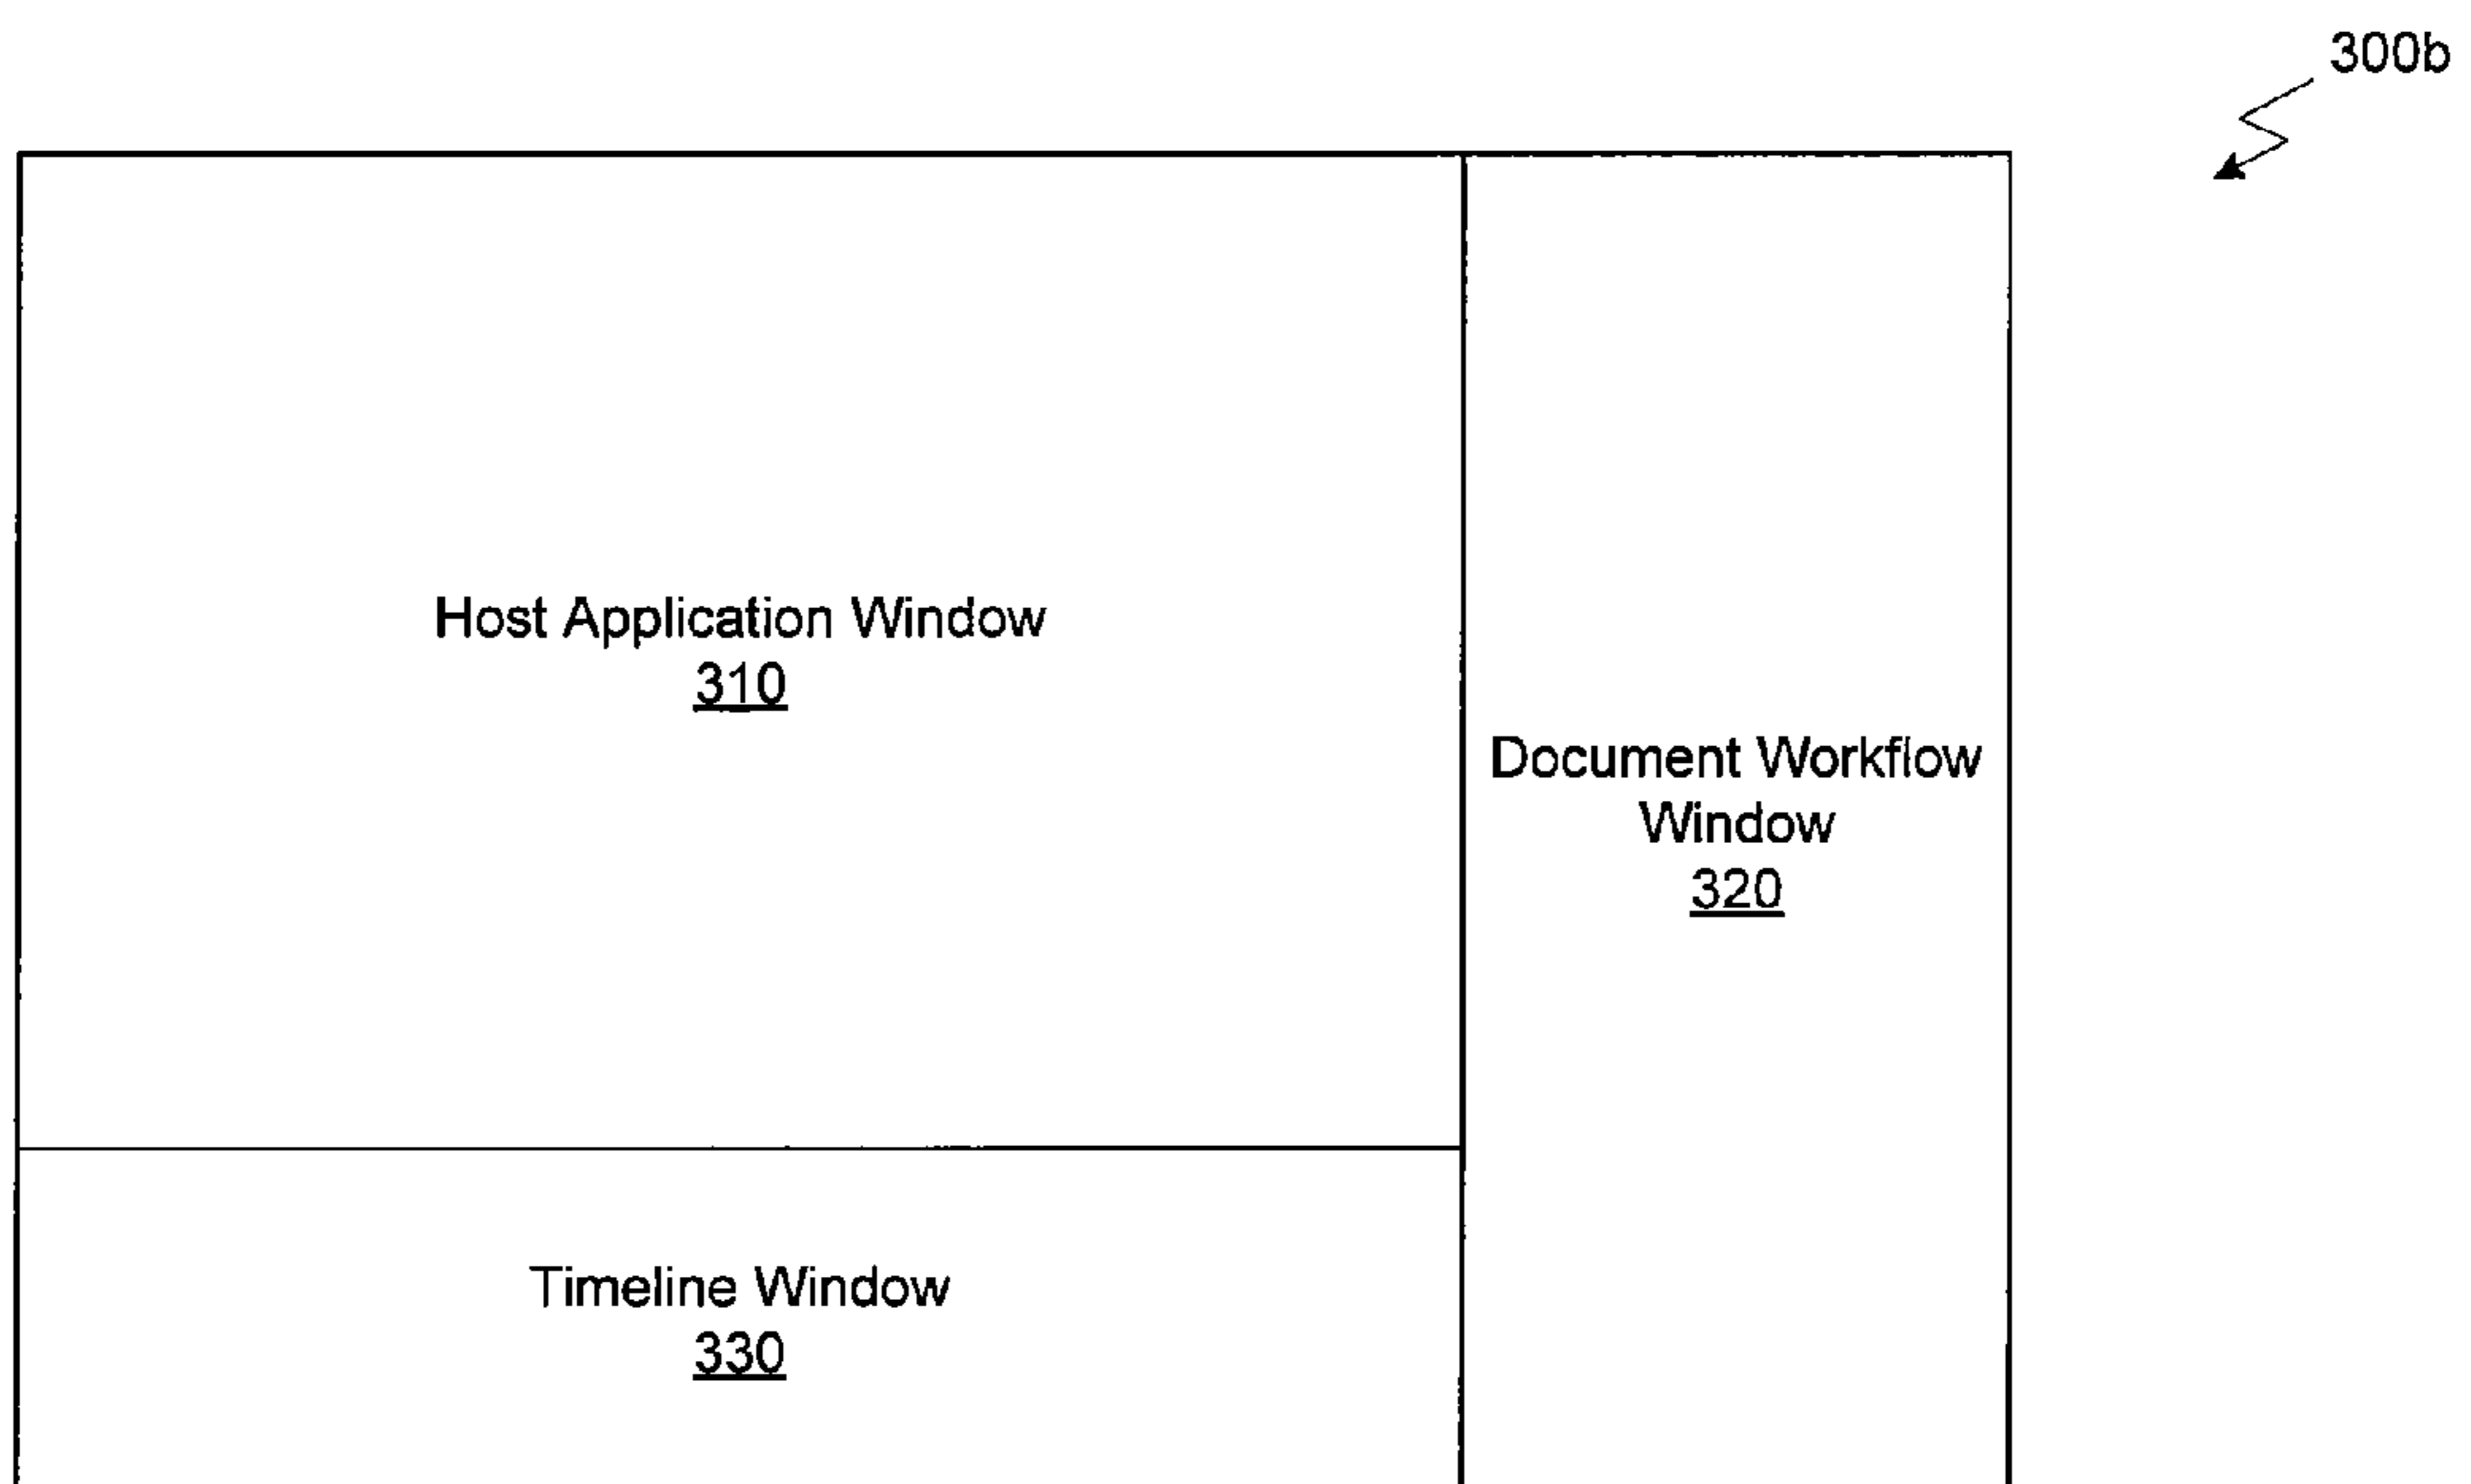 300b
Host Application Window
310
Document Workflow
Window
320
Timeline Window
330